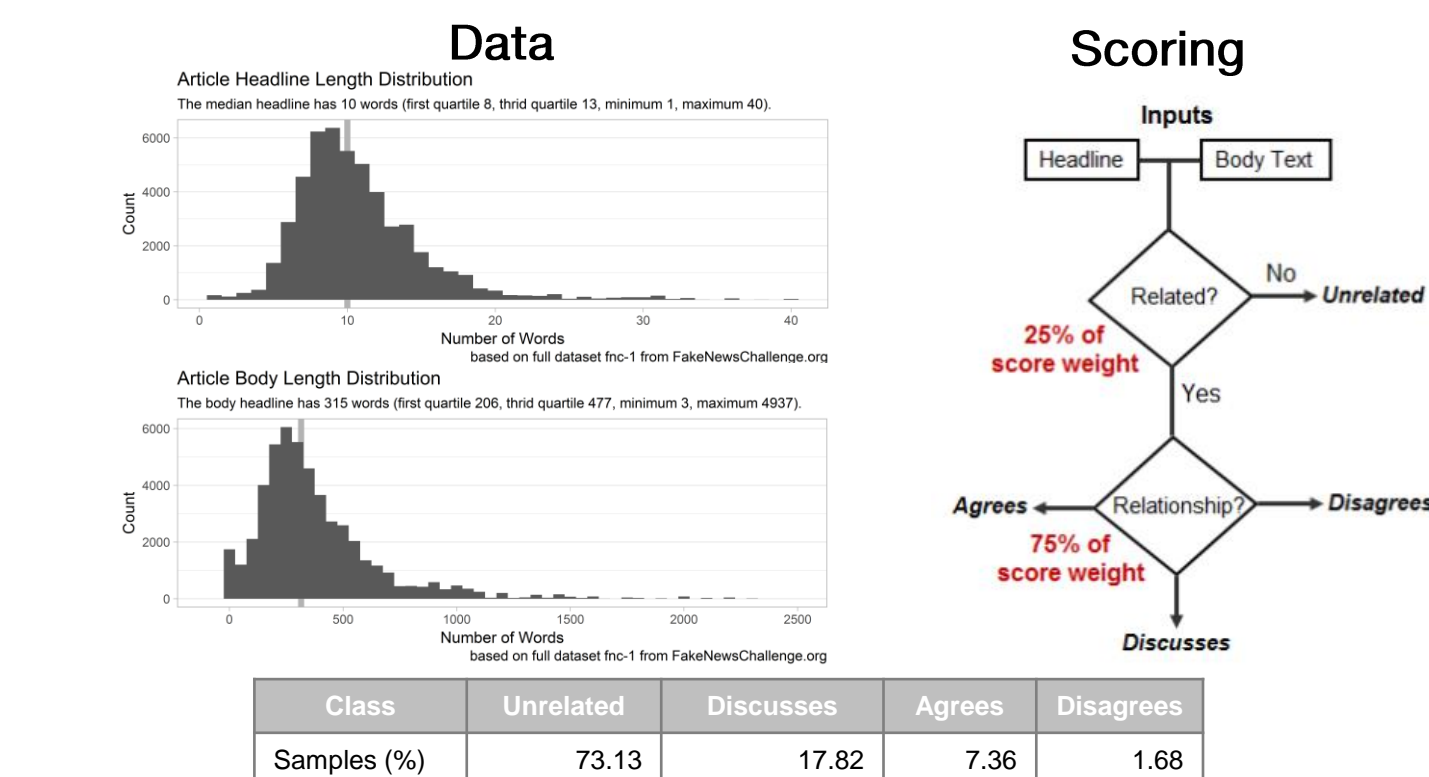 Data
Article Headline Length Distribution
The median headline has 10 words (first quartile 8, thrid quartile 13, minimum 1, maximum 40).
6000
4000
2000
0
Count
0 10 20 30 40
Number of Words
based on full dataset fnc-1 from FakeNewsChallenge.org
Article Body Length Distribution
The body headline has 315 words (first quartile 206, thrid quartile 477, minimum 3, maximum 4937).
6000
4000
2000
0
Count
0 500 1000 1500 2000 2500
Number of Words
based on full dataset fnc-1 from FakeNewsChallenge.org
Scoring
Inputs
Headline Body Text
Related?
No
Unrelated
25% of
score weight
Yes
Agrees
Relationship?
Disagrees
75% of
score weight
Discusses
Class Unrelated Discusses Agrees Disagrees
Samples (%) 73.13 17.82 7.36 1.68